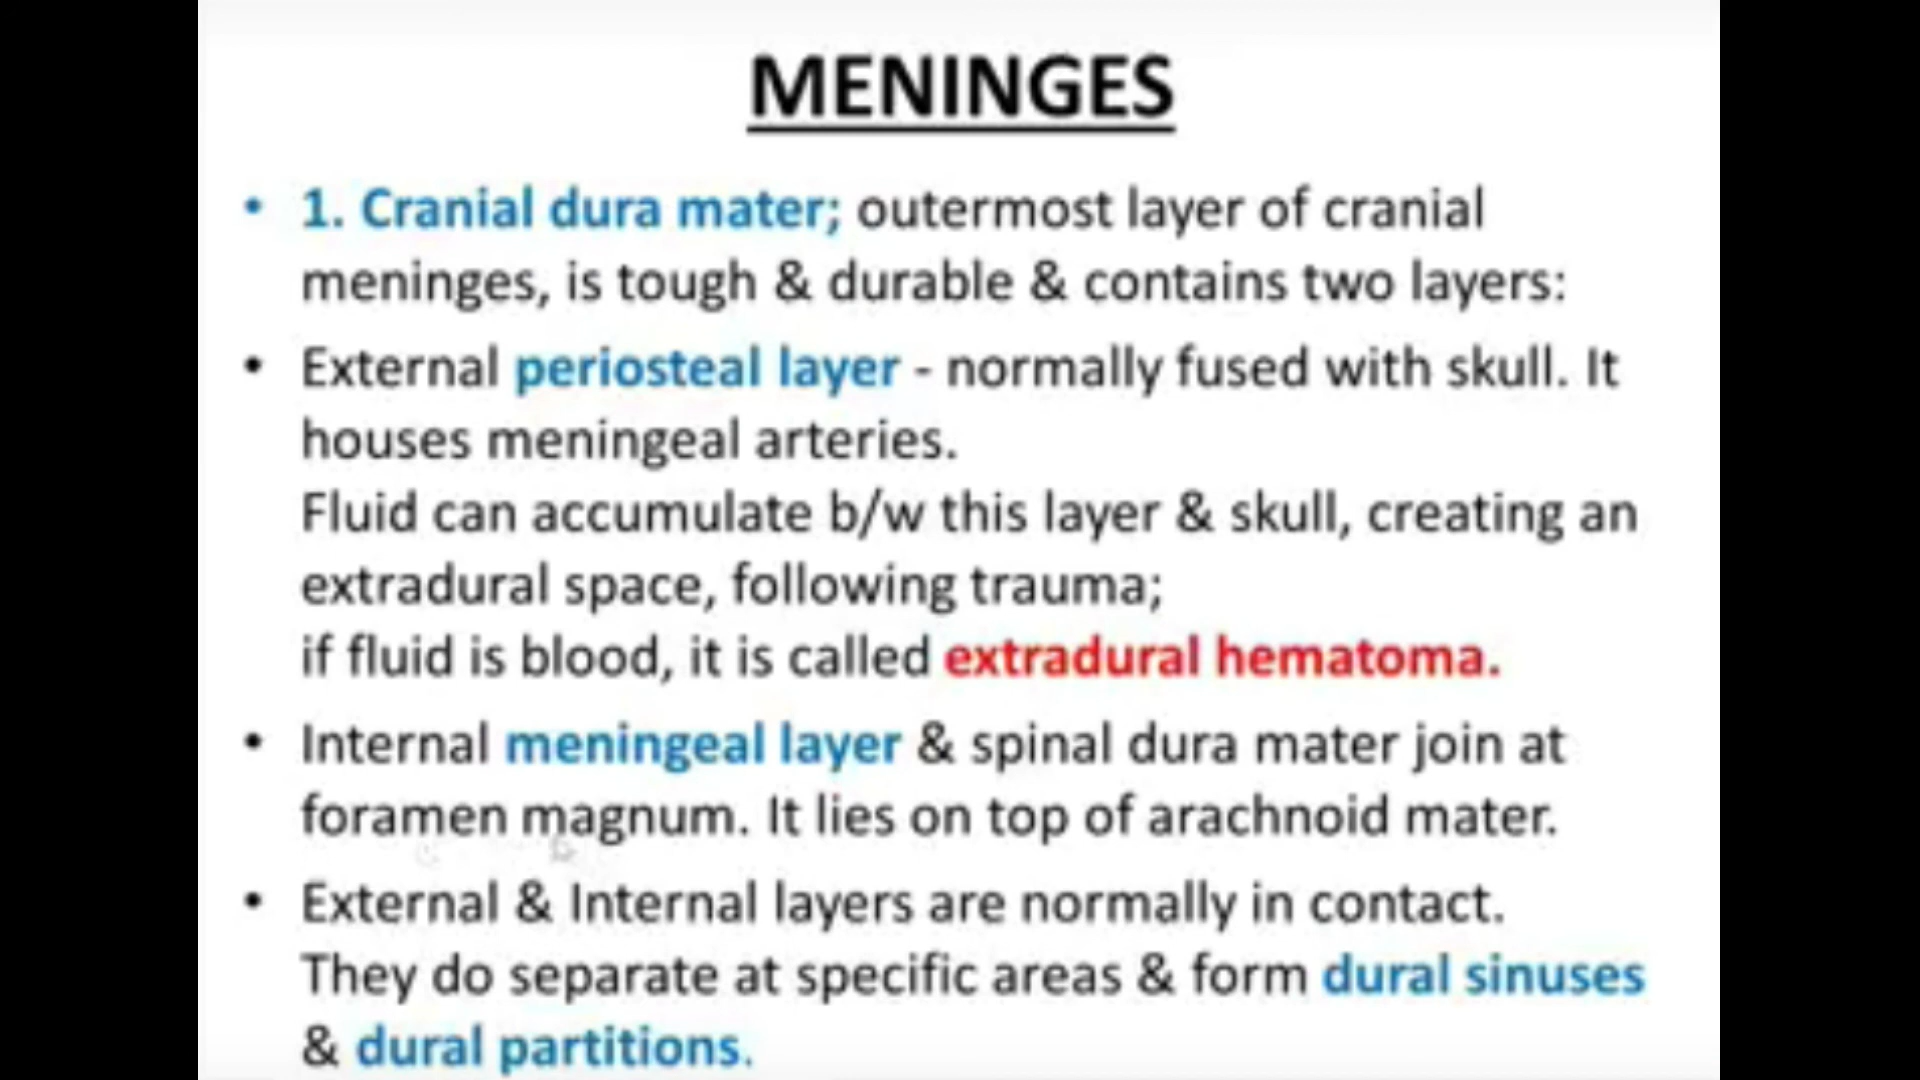 MENINGES
• 1. Cranial dura mater; outermost layer of cranial
meninges, is tough & durable & contains two layers:
• External periosteal layer - normally fused with skull. It
houses meningeal arteries.
Fluid can accumulate b/w this layer & skull, creating an
extradural space, following trauma;
if fluid is blood, it is called extradural hematoma.
• Internal meningeal layer & spinal dura mater join at
foramen magnum. It lies on top of arachnoid mater.
• External & Internal layers are normally in contact.
They do separate at specific areas & form dural sinuses
& dural partitions.